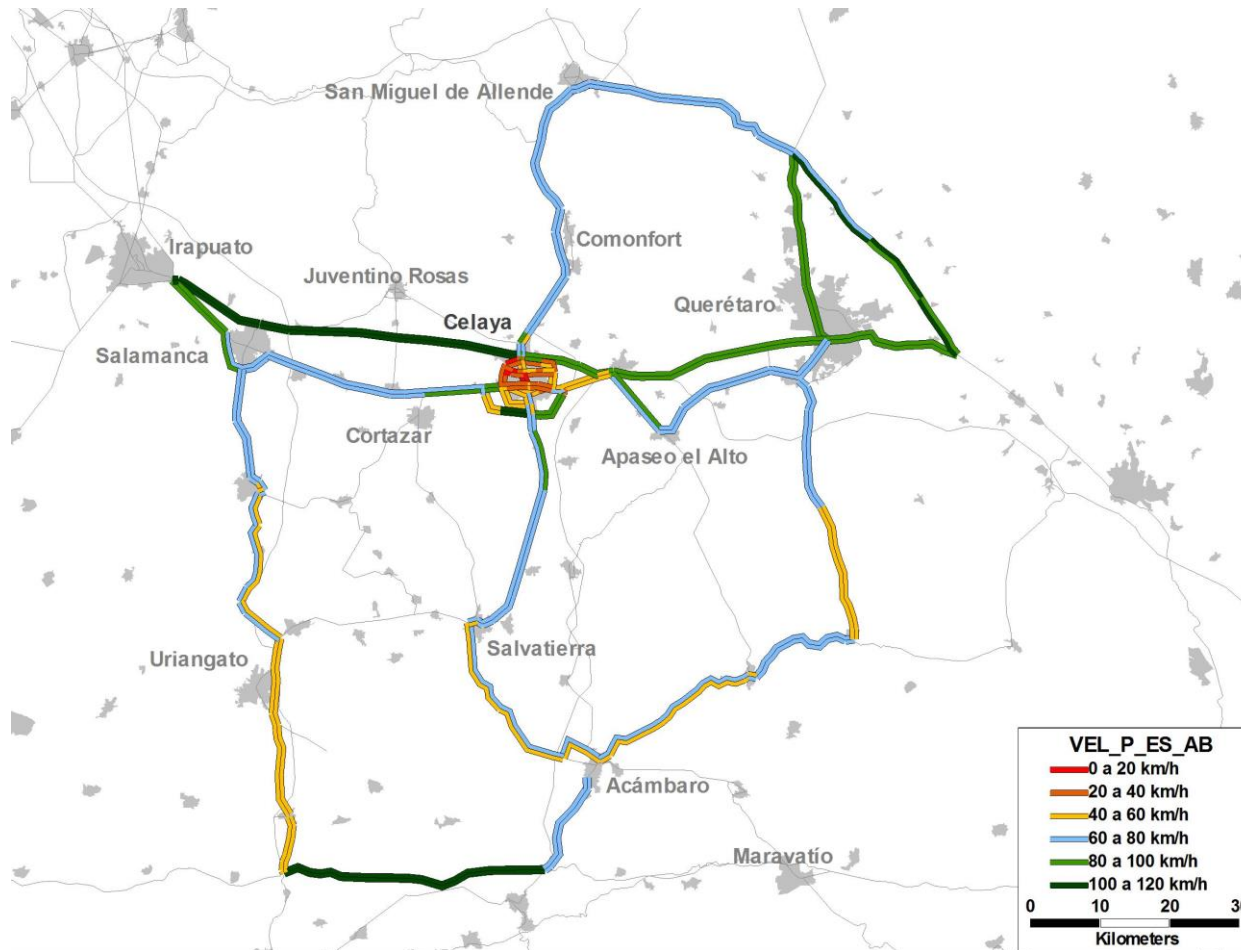 San Miguel de Allende
Comonfort
Irapuato
Juventino Rosas
Querétaro
Celaya
Salamanca
Cortazar
Apaseo el Alto
Salvatierra
Uriangato
Acámbaro
Maravatío
VEL_P_ES_AB
0 a 20 km/h
20 a 40 km/h
40 a 60 km/h
60 a 80 km/h
80 a 100 km/h
100 a 120 km/h
0 10 20 30
Kilometers